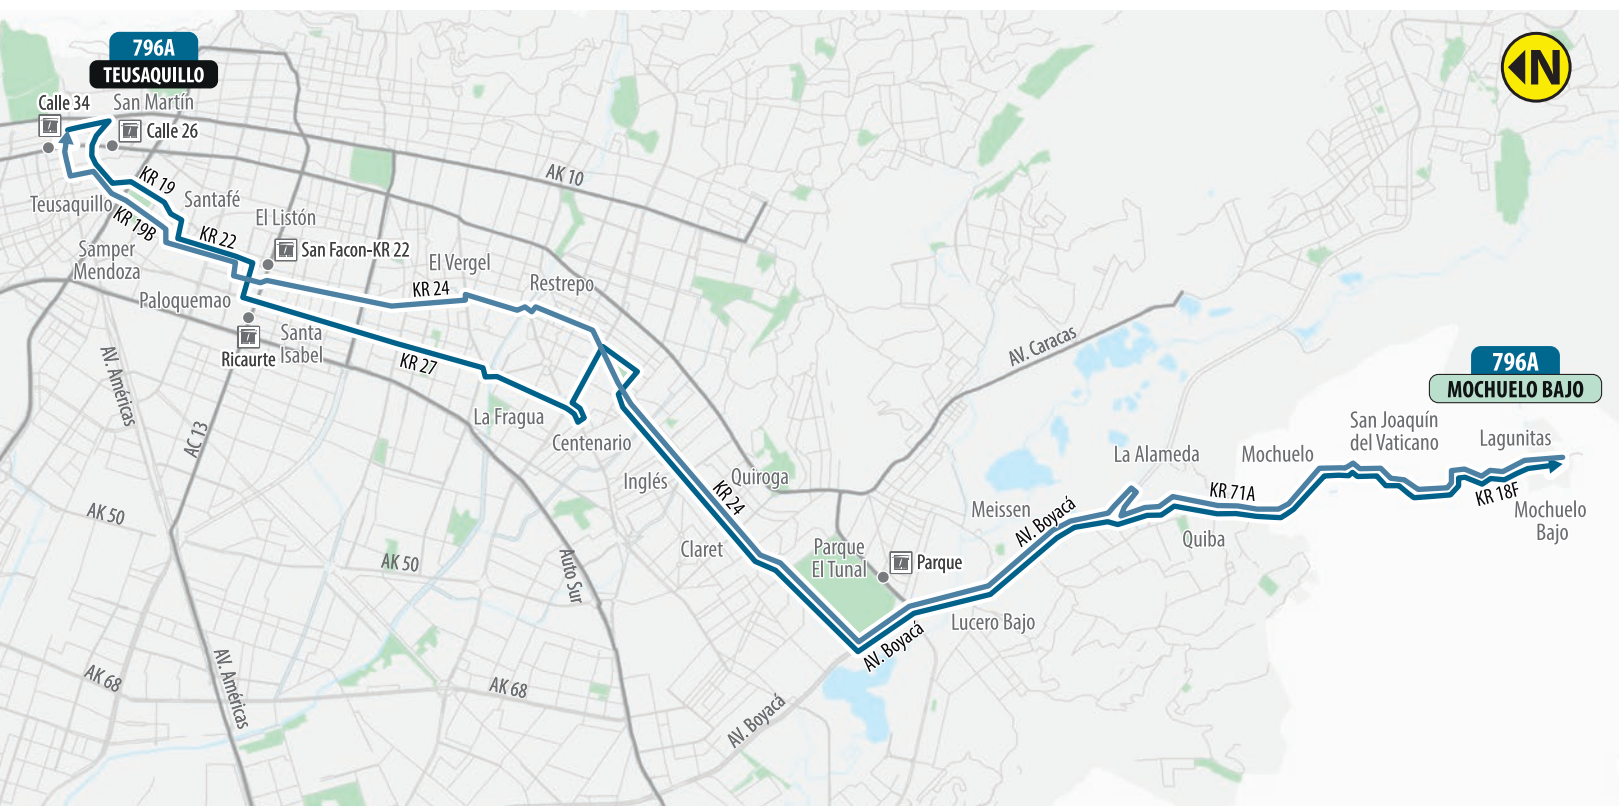 796A
TEUSAQUILLO
N
Calle 34
San Martín
Calle 26
KR 19
AK 10
Teusaquillo
Santafé
KR 19B
El Listón
KR 22
San Facon-KR 22
Samper
Mendoza
El Vergel
Restrepo
KR 24
Paloquemao
Santa
Isabel
Ricaurte
AV. Américas
KR 27
AV. Caracas
796A
MOCHUELO BAJO
La Fragua
Centenario
AC 13
San Joaquín
del Vaticano
Lagunitas
La Alameda
Mochuelo
Inglés
Quiroga
KR 24
KR 71A
KR 18F
Meissen
AV. Boyacá
Mochuelo
Bajo
AK 50
Quiba
Claret
Parque
El Tunal
Parque
AK 50
Auto Sur
Lucero Bajo
AV. Boyacá
AK 68
AV. Américas
AK 68
AV. Boyacá